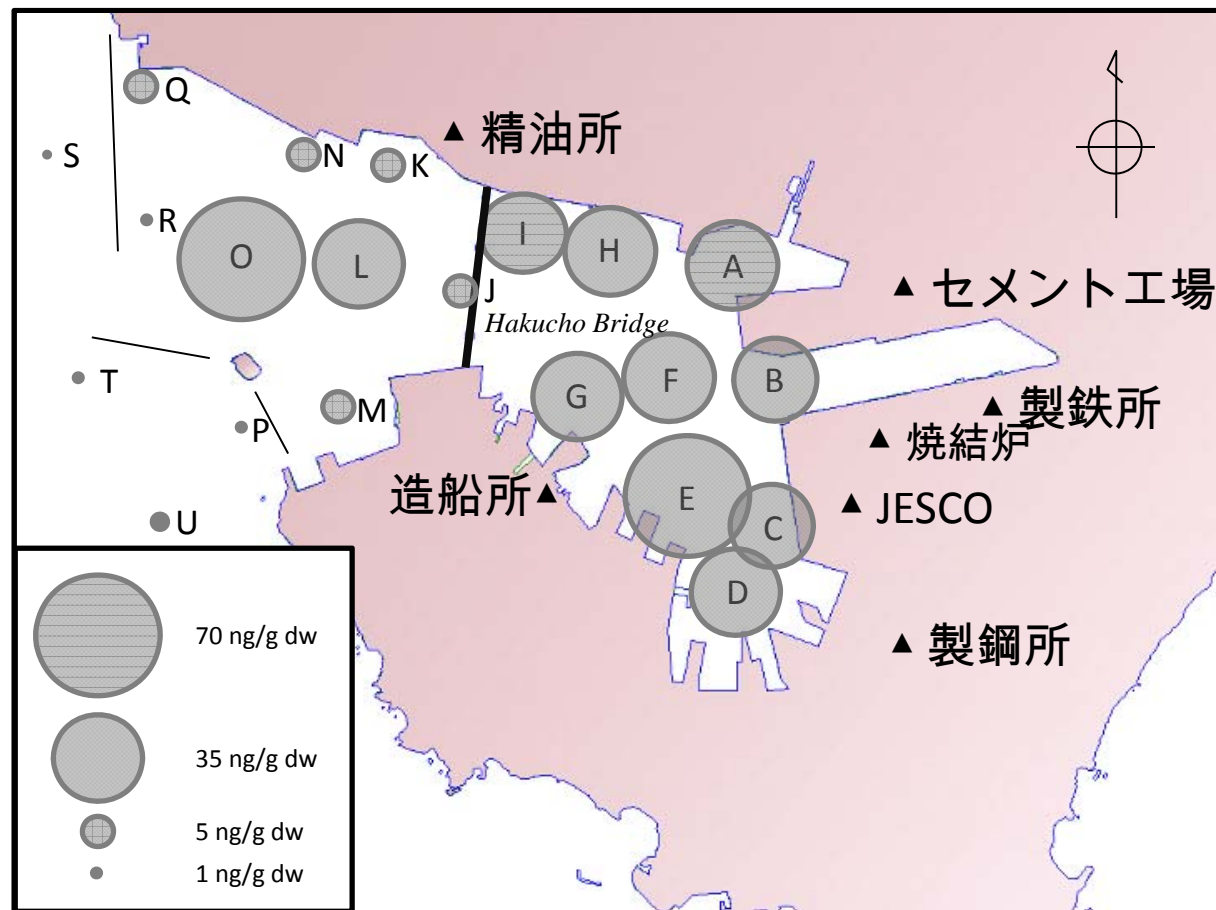 Q
精油所
S
N
K
R
O
L
I
H
A
J
セメント工場
Hakucho Bridge
T
G
F
B
製鉄所
P
M
焼結炉
造船所
E
C
JESCO
U
D
製鋼所
70 ng/g dw
35 ng/g dw
5 ng/g dw
1 ng/g dw